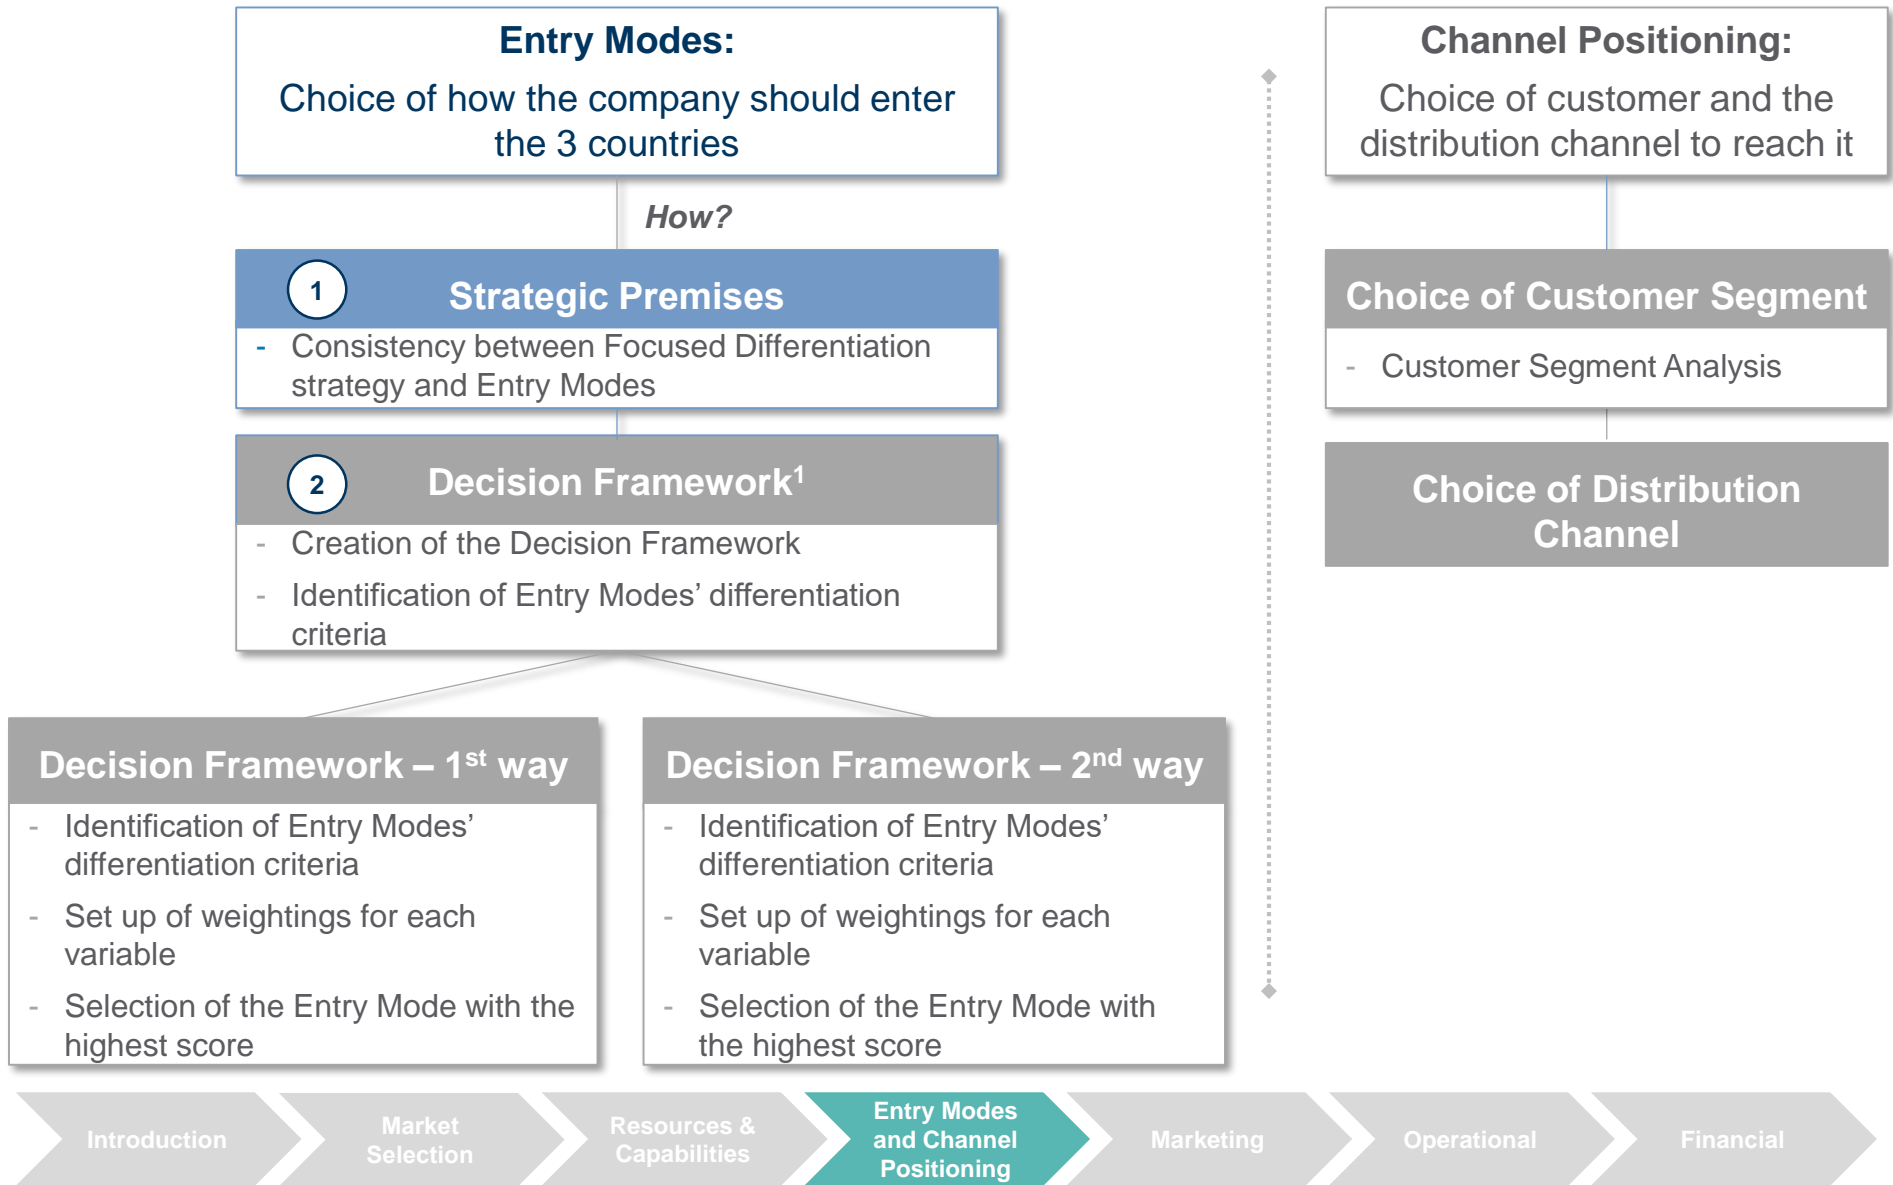 Entry Modes:
Choice of how the company should enter
the 3 countries
How?
1
Strategic Premises
- Consistency between Focused Differentiation
strategy and Entry Modes
2
Decision Framework¹
- Creation of the Decision Framework
- Identification of Entry Modes’ differentiation
criteria
Decision Framework – 1st way
- Identification of Entry Modes’
differentiation criteria
- Set up of weightings for each
variable
- Selection of the Entry Mode with the
highest score
Decision Framework – 2nd way
- Identification of Entry Modes’
differentiation criteria
- Set up of weightings for each
variable
- Selection of the Entry Mode with
the highest score
Channel Positioning:
Choice of customer and the
distribution channel to reach it
Choice of Customer Segment
- Customer Segment Analysis
Choice of Distribution
Channel
Introduction
Market
Selection
Resources &
Capabilities
Entry Modes
and Channel
Positioning
Marketing
Operational
Financial